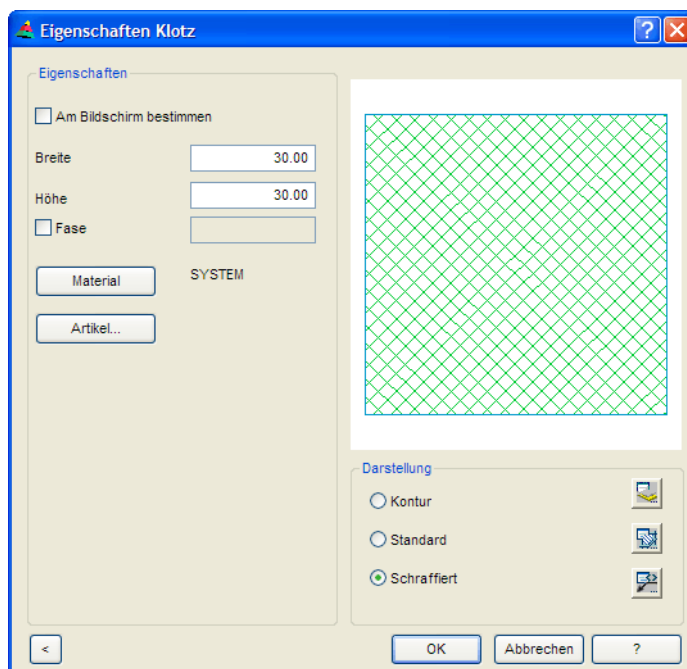 Eigenschaften Klotz
Eigenschaften
Am Bildschirm bestimmen
Breite 30.00
Höhe 30.00
Fase
Material SYSTEM
Artikel...
Darstellung
Kontur
Standard
Schraffiert
< OK Abbrechen ?